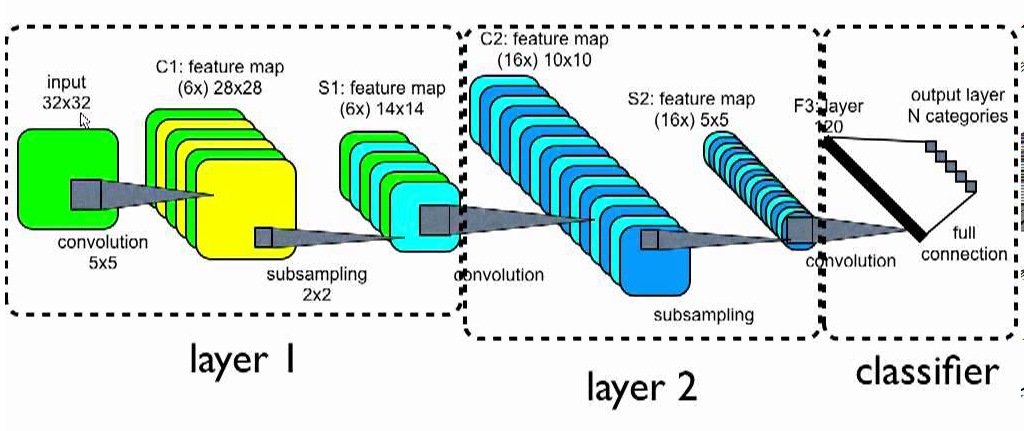 input
32x32
C1: feature map
(6x) 28x28
S1: feature map
(6x) 14x14
convolution
5x5
subsampling
2x2
C2: feature map
(16x) 10x10
S2: feature map
(16x) 5x5
convolution
subsampling
F3: layer
20
output layer
N categories
convolution
full
connection
layer 1
layer 2
classifier